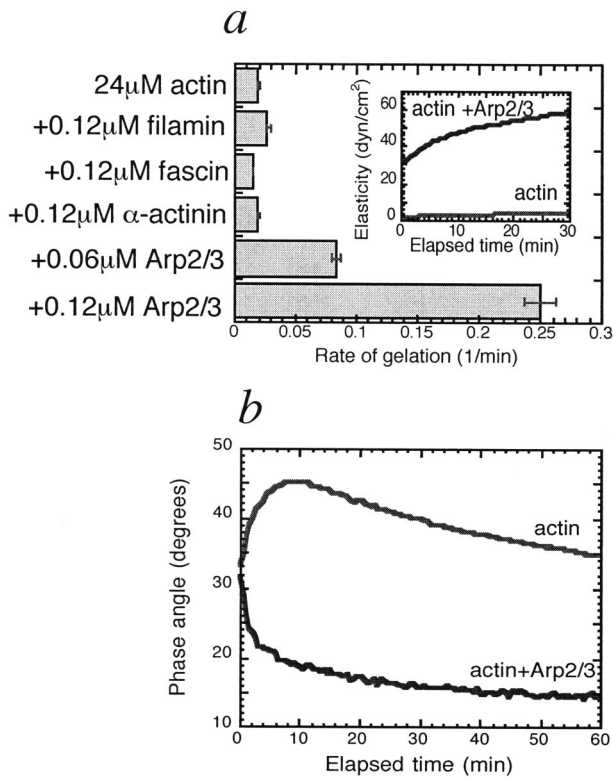 a
24μM actin
+0.12μM filamin
+0.12μM fascin
+0.12μM α-actinin
+0.06μM Arp2/3
+0.12μM Arp2/3
0 0.05 0.1 0.15 0.2 0.25 0.3
Rate of gelation (1/min)
Elasticity (dyn/cm²)
60
40
20
0
actin +Arp2/3
actin
0 10 20 30
Elapsed time (min)
b
Phase angle (degrees)
50
40
30
20
10
actin
actin+Arp2/3
0 10 20 30 40 50 60
Elapsed time (min)